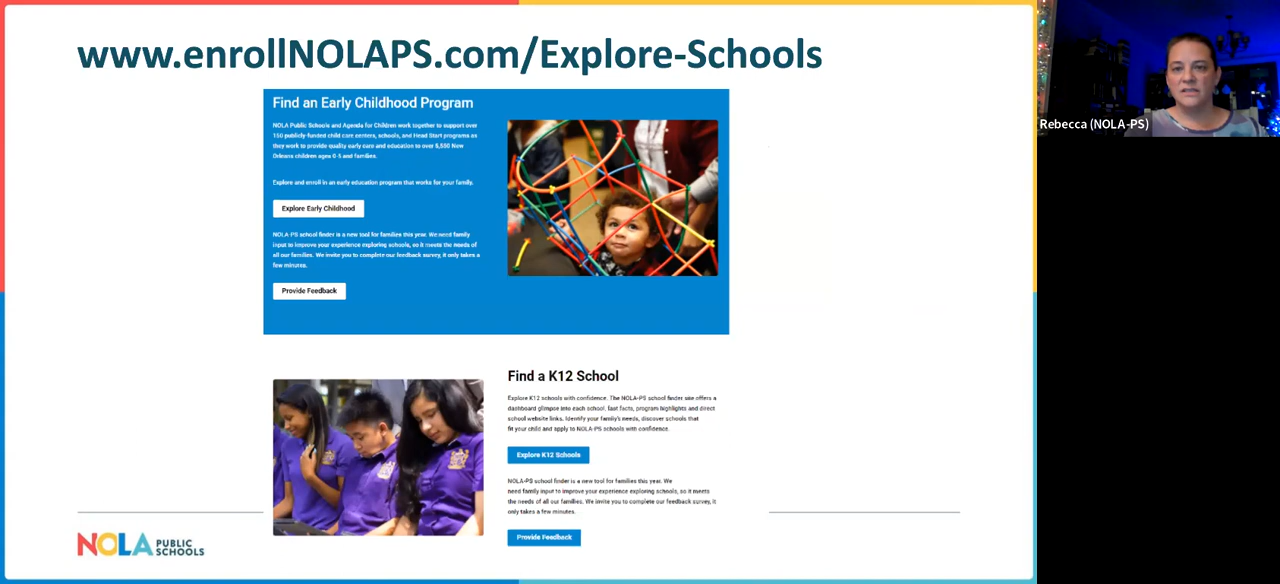 www.enrollNOLAPS.com/Explore-Schools
Rebecca (NOLA-PS)
Find an Early Childhood Program
NOLA Public Schools and Agenda for Children work together to support over
150 publicly-funded child care centers, schools, and Head Start programs as
they work to provide quality early care and education to over 5,550 New
Orleans children ages 0-5 and families.
Explore and enroll in an early education program that works for your family.
Explore Early Childhood
NOLA-PS school finder is a new tool for families this year. We need family
input to improve your experience exploring schools, so it meets the needs of
all our families. We invite you to complete our feedback survey, it only takes a
few minutes.
Provide Feedback
Find a K12 School
Explore K12 schools with confidence. The NOLA-PS school finder site offers a
dashboard glimpse into each school, fast facts, program highlights and direct
school website links. Identify your family's needs, discover schools that
fit your child and apply to NOLA-PS schools with confidence.
Explore K12 Schools
NOLA-PS school finder is a new tool for families this year. We
need family input to improve your experience exploring schools, so it meets
the needs of all our families. We invite you to complete our feedback survey, it
only takes a few minutes.
Provide Feedback
NOLA PUBLIC
SCHOOLS